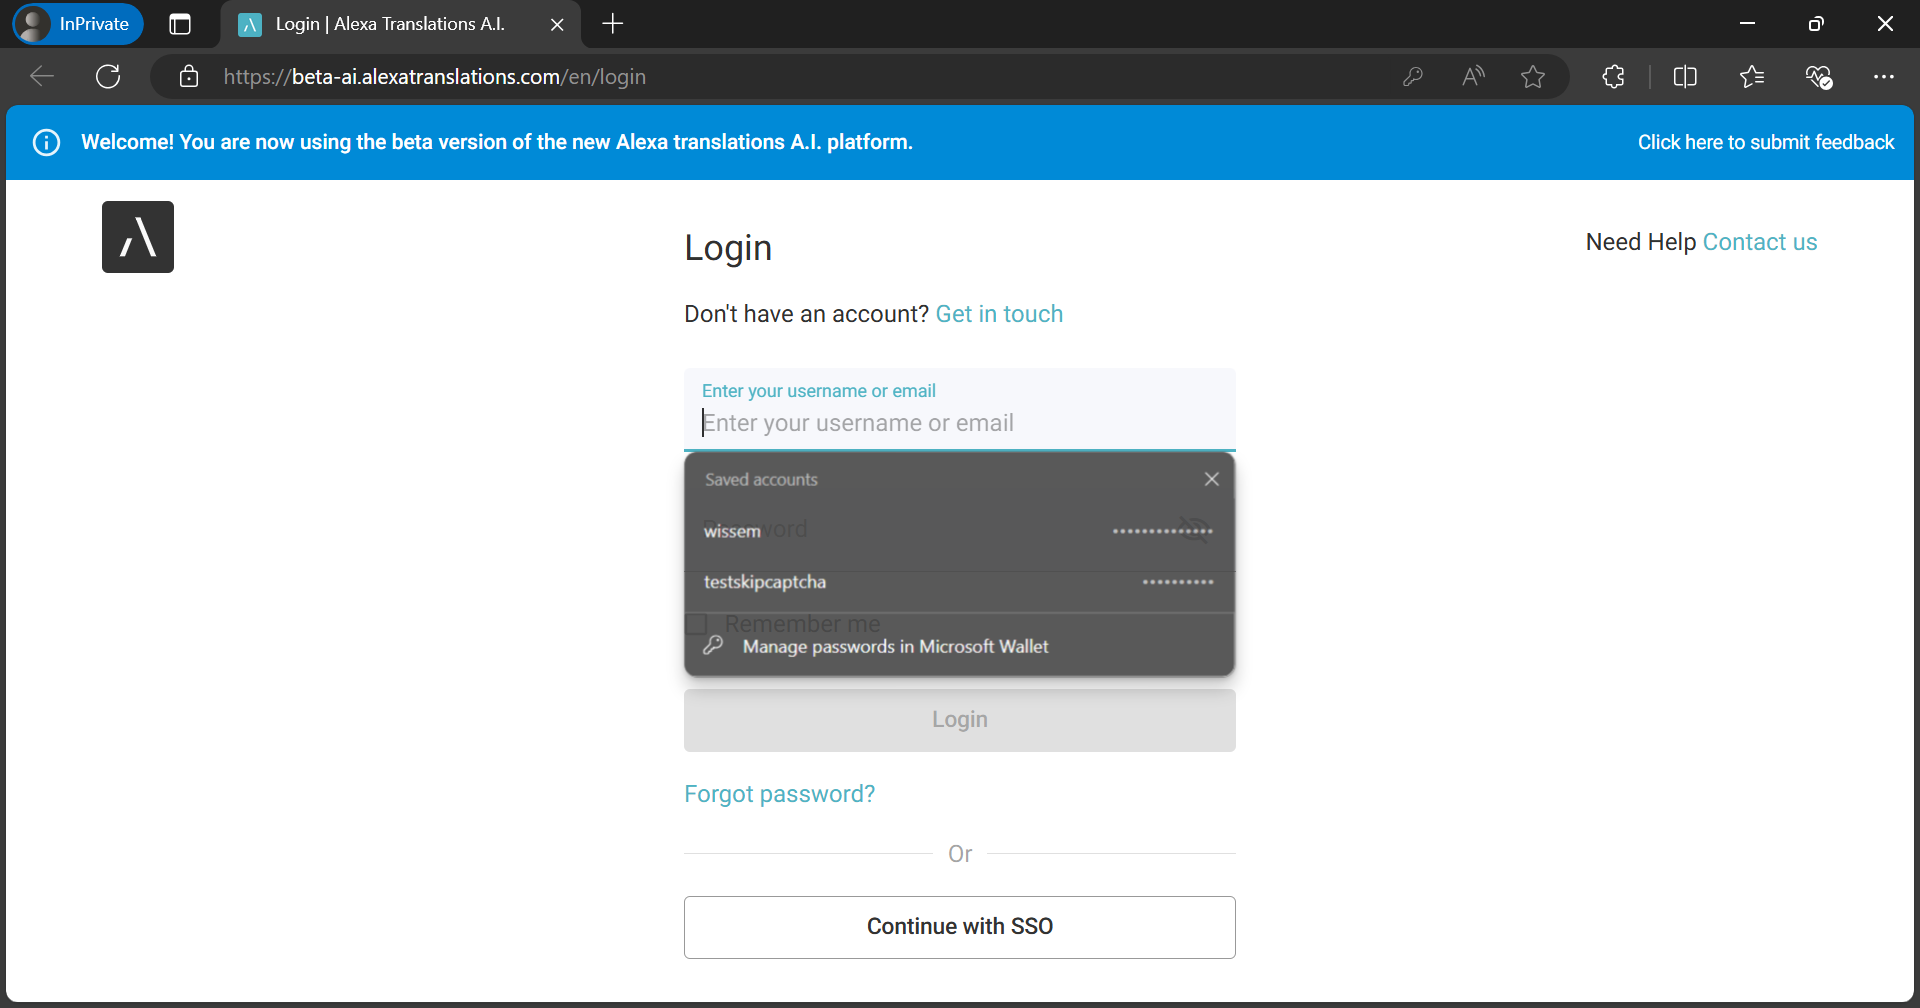 InPrivate
Login | Alexa Translations A.I.
https://beta-ai.alexatranslations.com/en/login
Welcome! You are now using the beta version of the new Alexa translations A.I. platform.
Click here to submit feedback
Login
Need Help Contact us
Don't have an account? Get in touch
Enter your username or email
Enter your username or email
Saved accounts
wissem
testskipcaptcha
Remember me
Manage passwords in Microsoft Wallet
Login
Forgot password?
Or
Continue with SSO